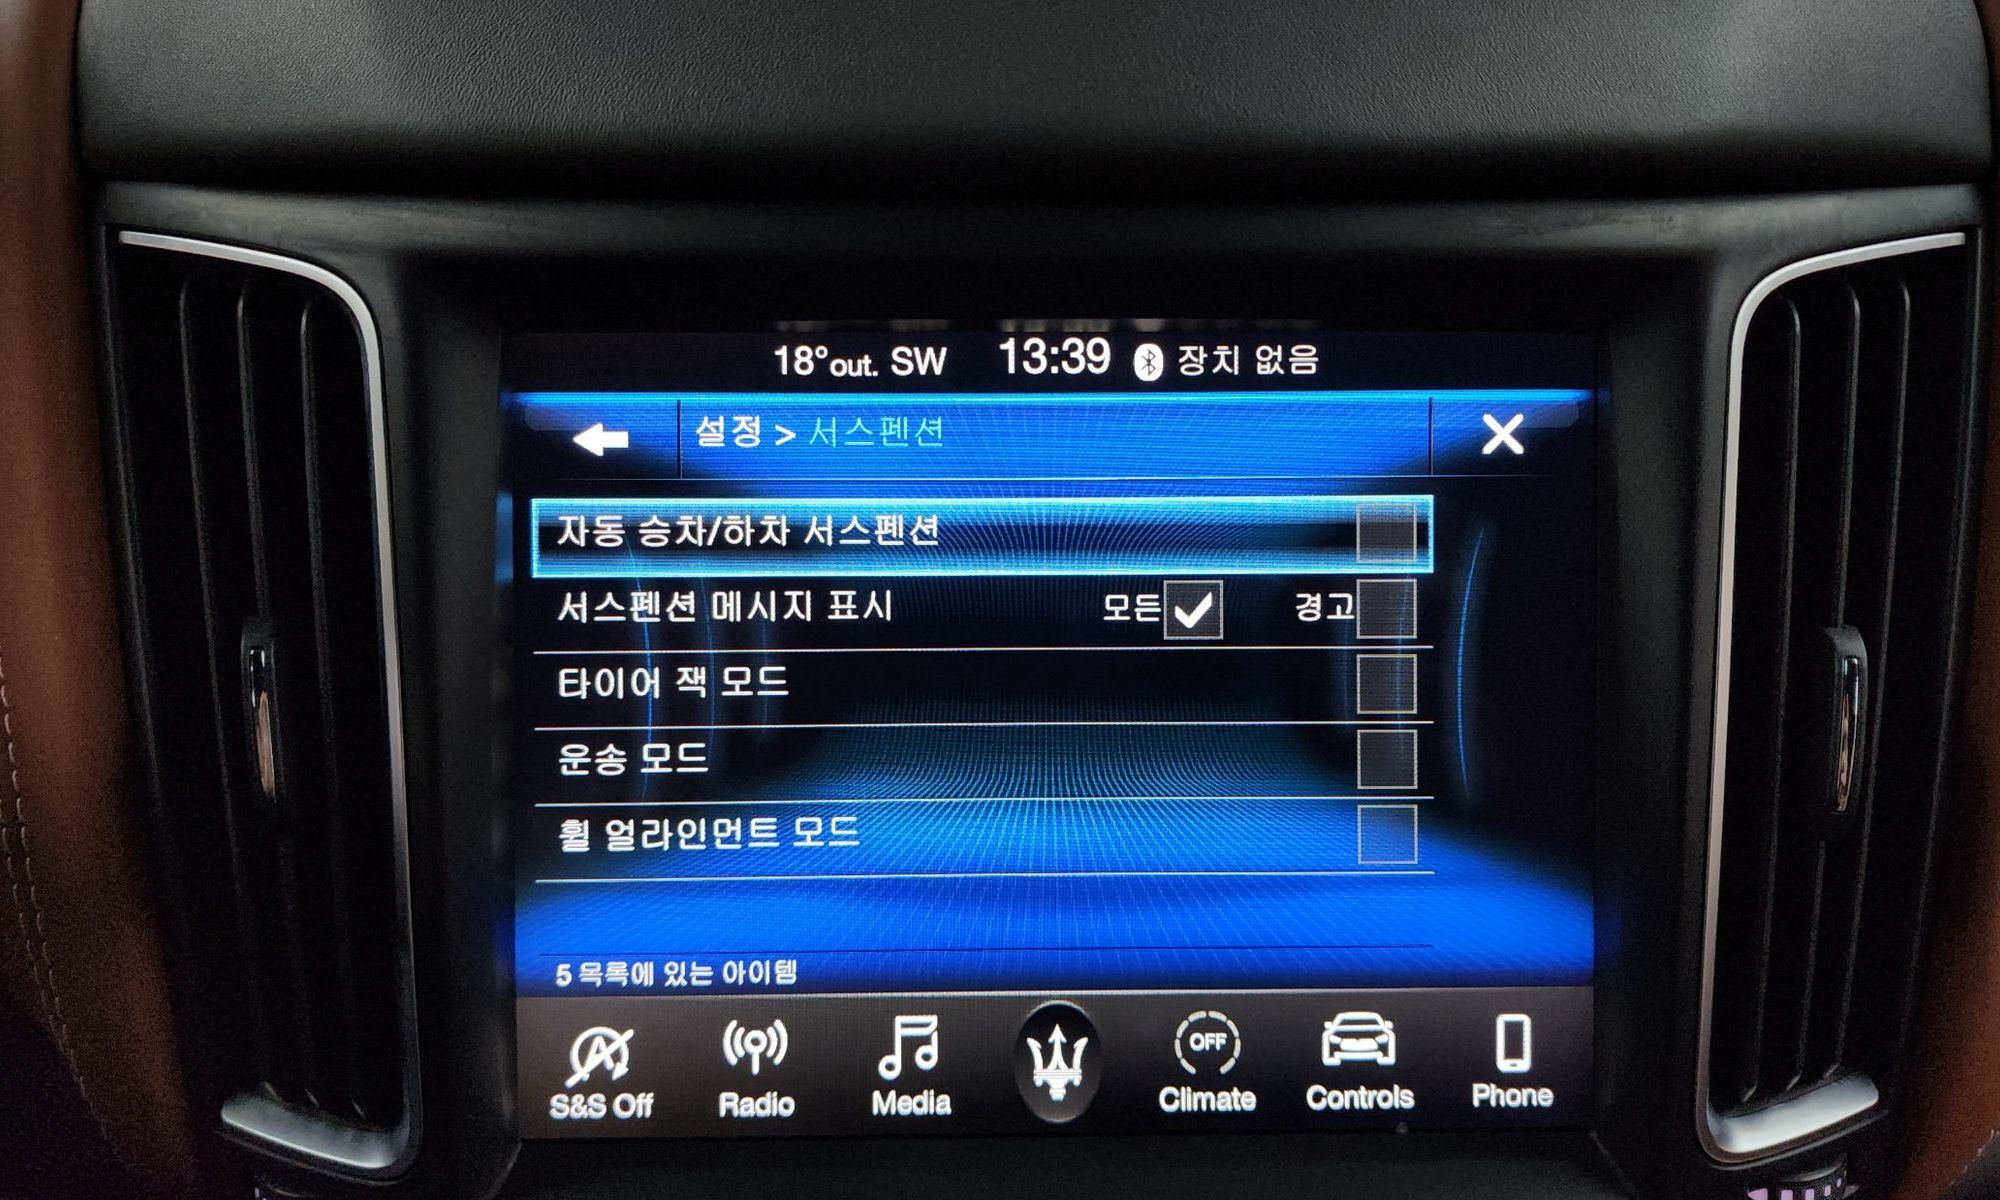 18°out. SW 13:39 장치 없음
설정 > 서스펜션
자동 승차/하차 서스펜션
서스펜션 메시지 표시 모든 경고
타이어 잭 모드
운송 모드
휠 얼라인먼트 모드
5 목록에 있는 아이템
A OFF
S&S Off Radio Media Climate Controls Phone